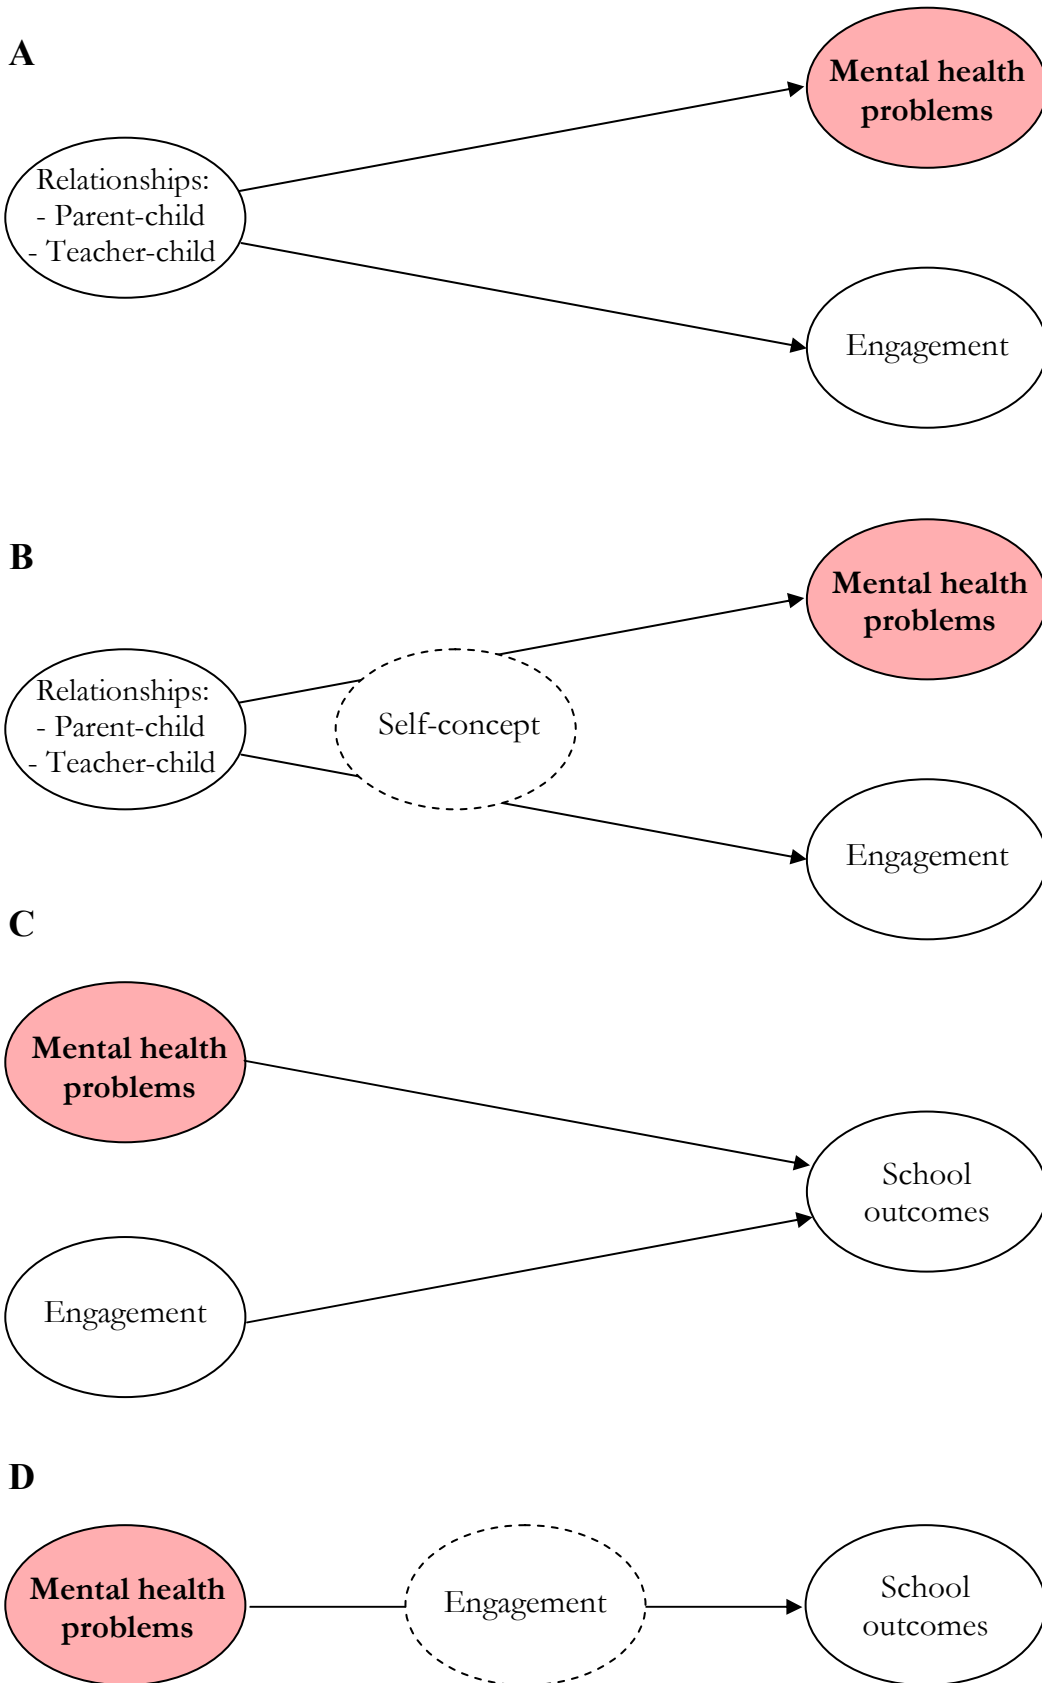 A
Mental health
problems
Relationships:
- Parent-child
- Teacher-child
Engagement
B
Mental health
problems
Relationships:
- Parent-child
- Teacher-child
Self-concept
Engagement
C
Mental health
problems
School
outcomes
Engagement
D
Mental health
problems
Engagement
School
outcomes